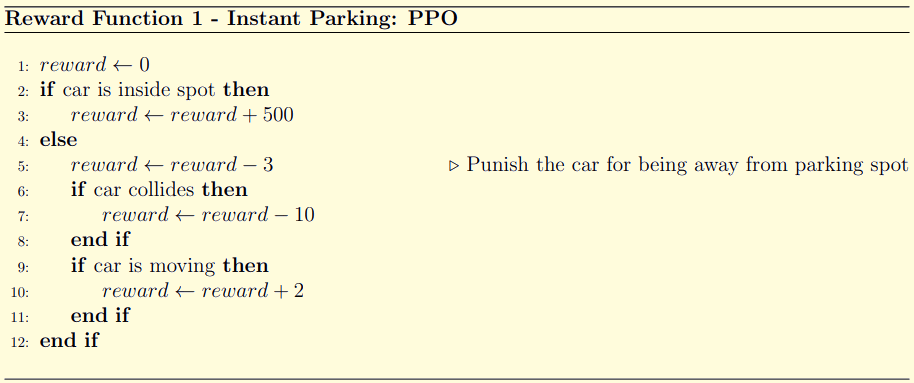 Reward Function 1 - Instant Parking: PPO
1: reward ← 0
2: if car is inside spot then
3: reward ← reward + 500
4: else
5: reward ← reward − 3 ▷ Punish the car for being away from parking spot
6: if car collides then
7: reward ← reward − 10
8: end if
9: if car is moving then
10: reward ← reward + 2
11: end if
12: end if